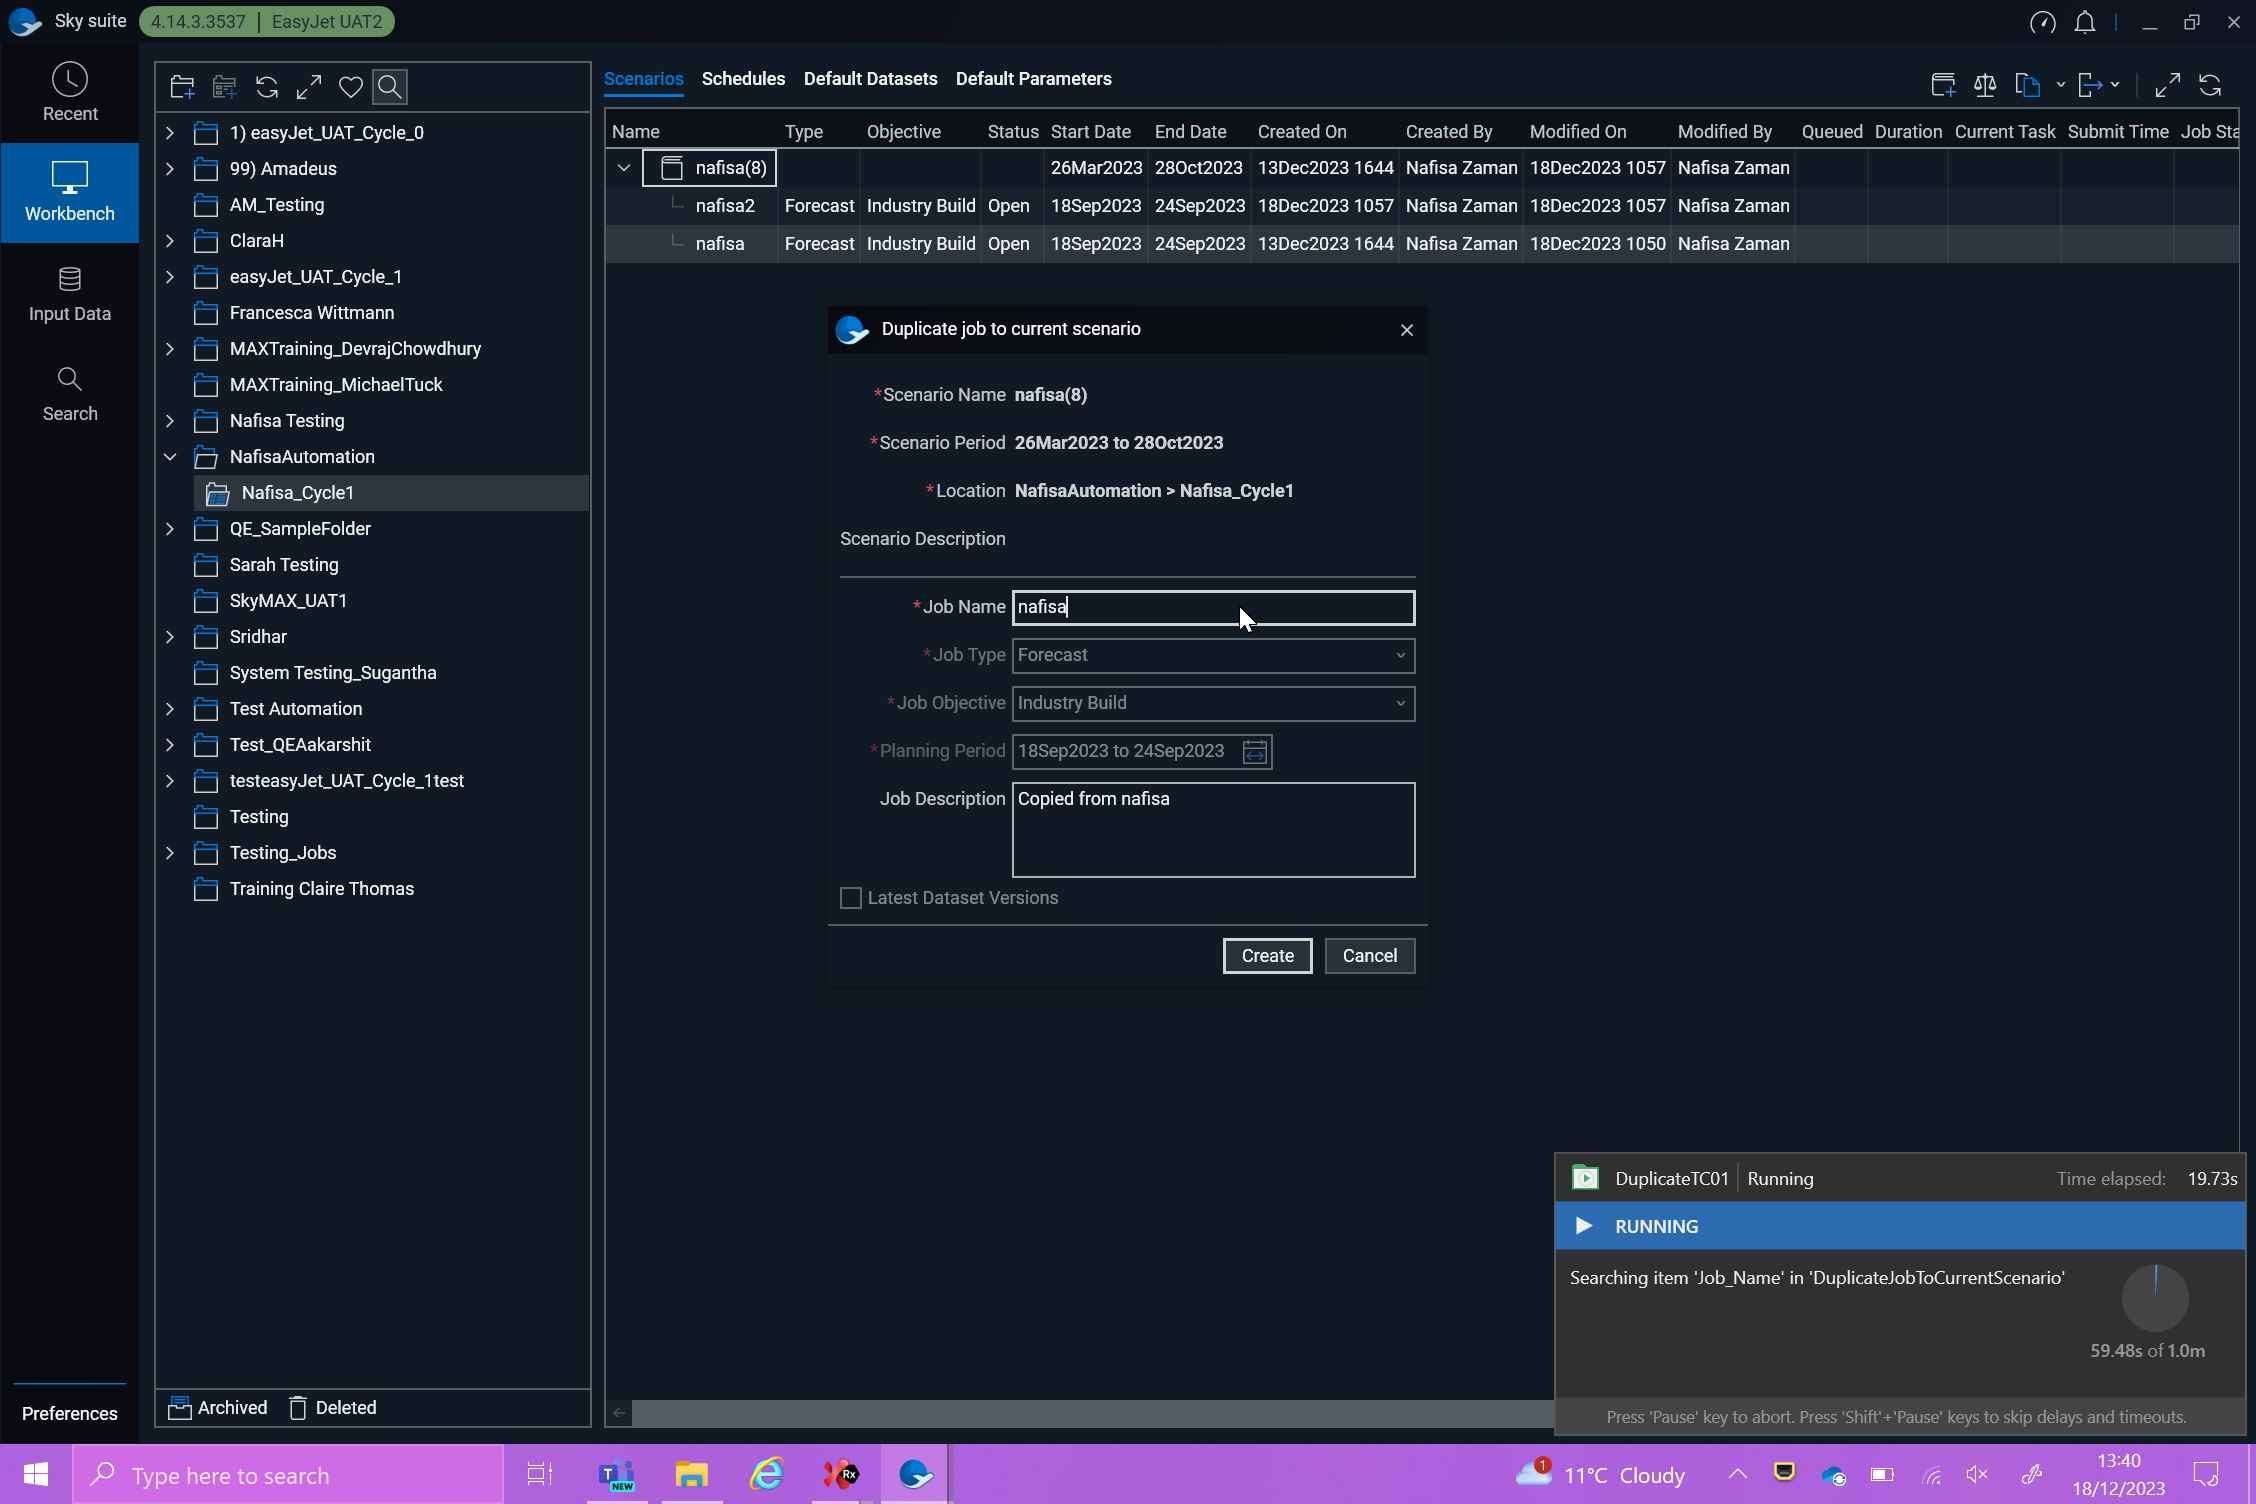 Sky suite 4.14.3.3537 | EasyJet UAT2
Recent
Workbench
Input Data
Search
Preferences
1) easyJet_UAT_Cycle_0
99) Amadeus
AM_Testing
ClaraH
easyJet_UAT_Cycle_1
Francesca Wittmann
MAXTraining_DevrajChowdhury
MAXTraining_MichaelTuck
Nafisa Testing
NafisaAutomation
Nafisa_Cycle1
QE_SampleFolder
Sarah Testing
SkyMAX_UAT1
Sridhar
System Testing_Sugantha
Test Automation
Test_QEAakarshit
testeasyJet_UAT_Cycle_1test
Testing
Testing_Jobs
Training Claire Thomas
Archived Deleted
Scenarios Schedules Default Datasets Default Parameters
Name Type Objective Status Start Date End Date Created On Created By Modified On Modified By Queued Duration Current Task Submit Time Job Sta
nafisa(8) 26Mar2023 28Oct2023 13Dec2023 1644 Nafisa Zaman 18Dec2023 1057 Nafisa Zaman
nafisa2 Forecast Industry Build Open 18Sep2023 24Sep2023 18Dec2023 1057 Nafisa Zaman 18Dec2023 1057 Nafisa Zaman
nafisa Forecast Industry Build Open 18Sep2023 24Sep2023 13Dec2023 1644 Nafisa Zaman 18Dec2023 1050 Nafisa Zaman
Duplicate job to current scenario
*Scenario Name nafisa(8)
*Scenario Period 26Mar2023 to 28Oct2023
*Location NafisaAutomation > Nafisa_Cycle1
Scenario Description
*Job Name nafisa
*Job Type Forecast
*Job Objective Industry Build
*Planning Period 18Sep2023 to 24Sep2023
Job Description Copied from nafisa
Latest Dataset Versions
Create Cancel
DuplicateTC01 | Running Time elapsed: 19.73s
RUNNING
Searching item 'Job_Name' in 'DuplicateJobToCurrentScenario'
59.48s of 1.0m
Press 'Pause' key to abort. Press 'Shift'+'Pause' keys to skip delays and timeouts.
Type here to search
T NEW
Rx
1
11°C Cloudy
13:40
18/12/2023